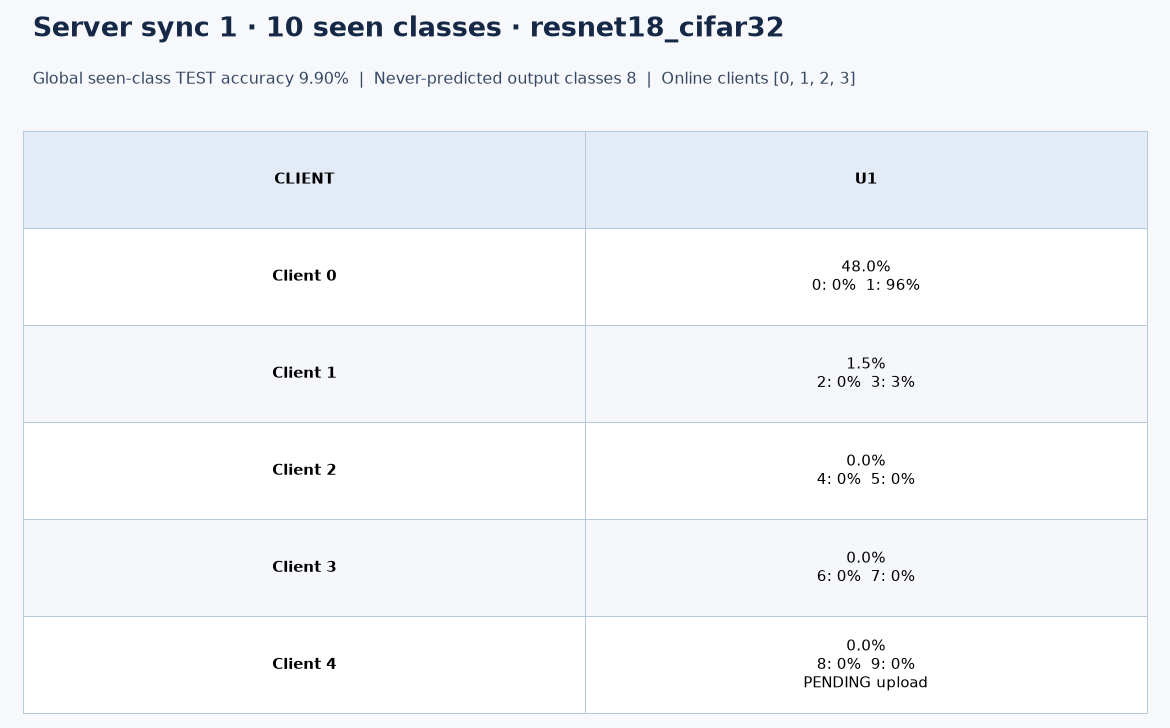 Server sync 1 · 10 seen classes · resnet18_cifar32
Global seen-class TEST accuracy 9.90%  |  Never-predicted output classes 8  |  Online clients [0, 1, 2, 3]
CLIENT
U1
Client 0
48.0%
0: 0%  1: 96%
Client 1
1.5%
2: 0%  3: 3%
Client 2
0.0%
4: 0%  5: 0%
Client 3
0.0%
6: 0%  7: 0%
Client 4
0.0%
8: 0%  9: 0%
PENDING upload